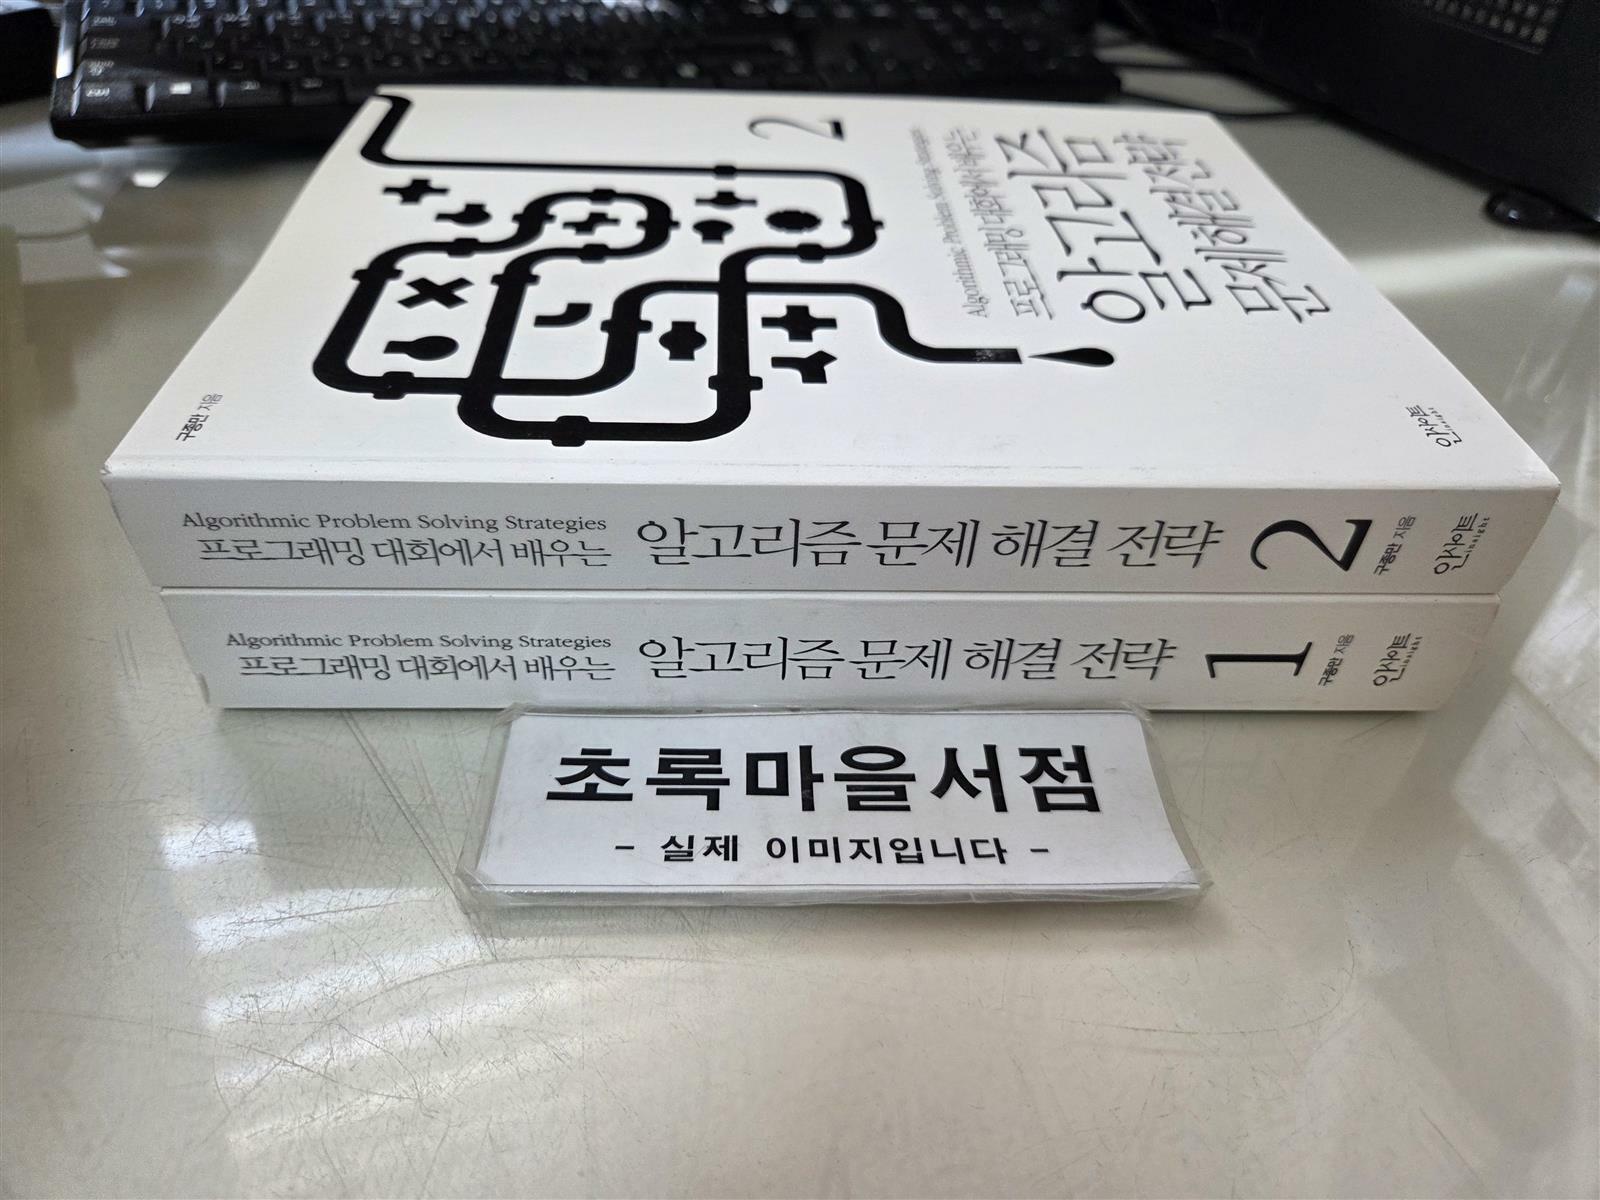 2
Algorithmic Problem Solving Strategies
프로그래밍 대회에서 배우는
알고리즘
문제해결전략
구종만 지음
인사이트
insight
Algorithmic Problem Solving Strategies
프로그래밍 대회에서 배우는
알고리즘 문제 해결 전략
2
구종만 지음
인사이트
insight
Algorithmic Problem Solving Strategies
프로그래밍 대회에서 배우는
알고리즘 문제 해결 전략
1
구종만 지음
인사이트
insight
초록마을서점
- 실제 이미지입니다 -